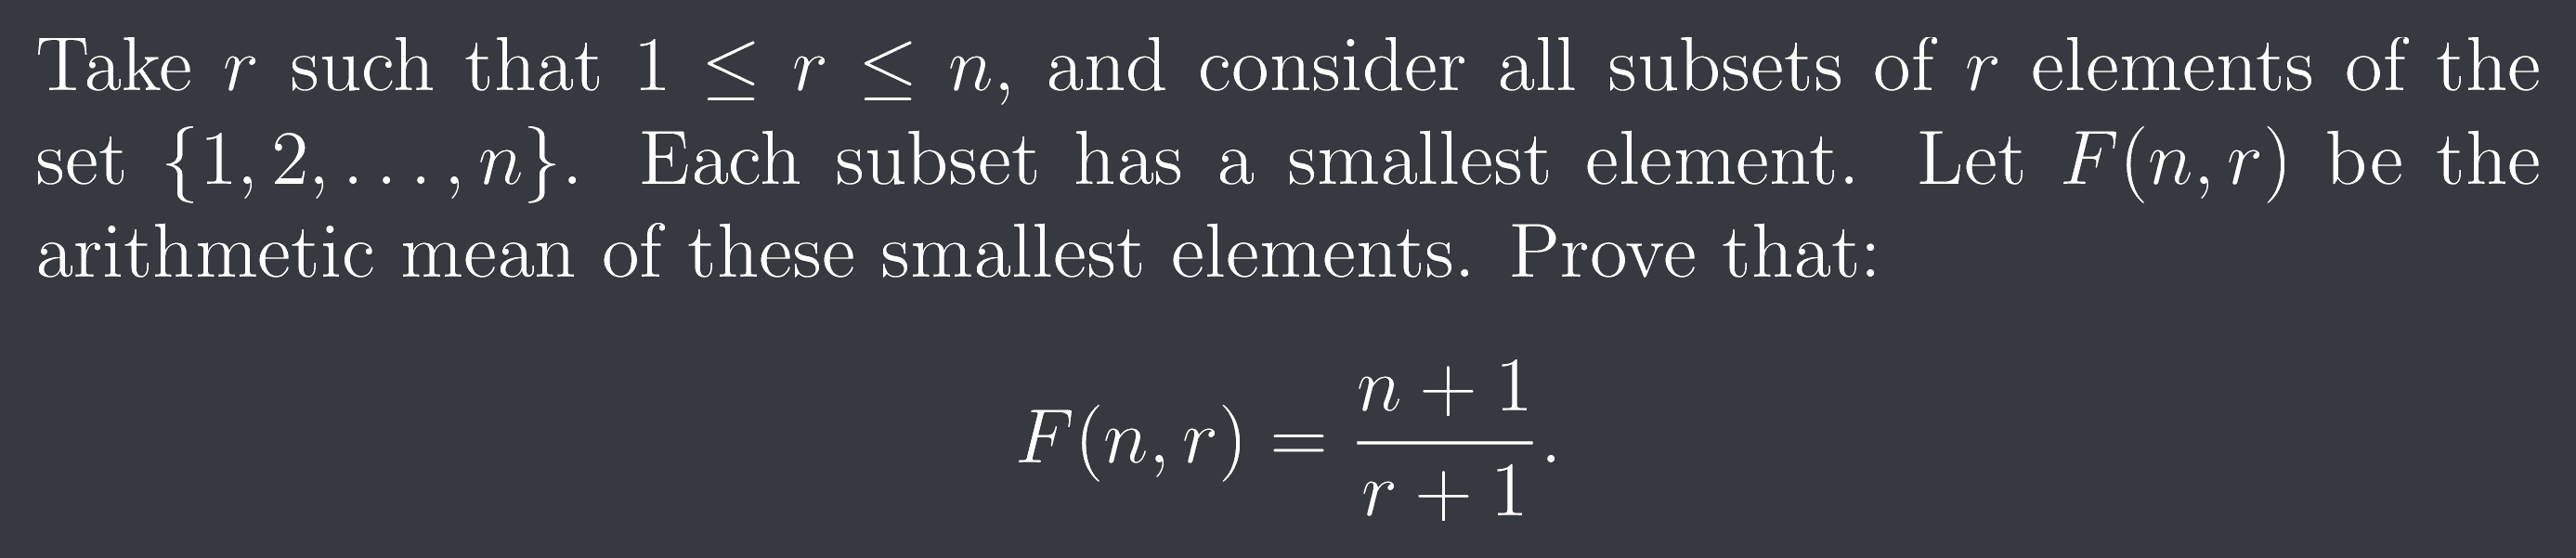 Take r such that 1 ≤ r ≤ n, and consider all subsets of r elements of the
set {1, 2, . . . , n}. Each subset has a smallest element. Let F(n, r) be the
arithmetic mean of these smallest elements. Prove that:
F(n, r) = \frac{n + 1}{r + 1}.